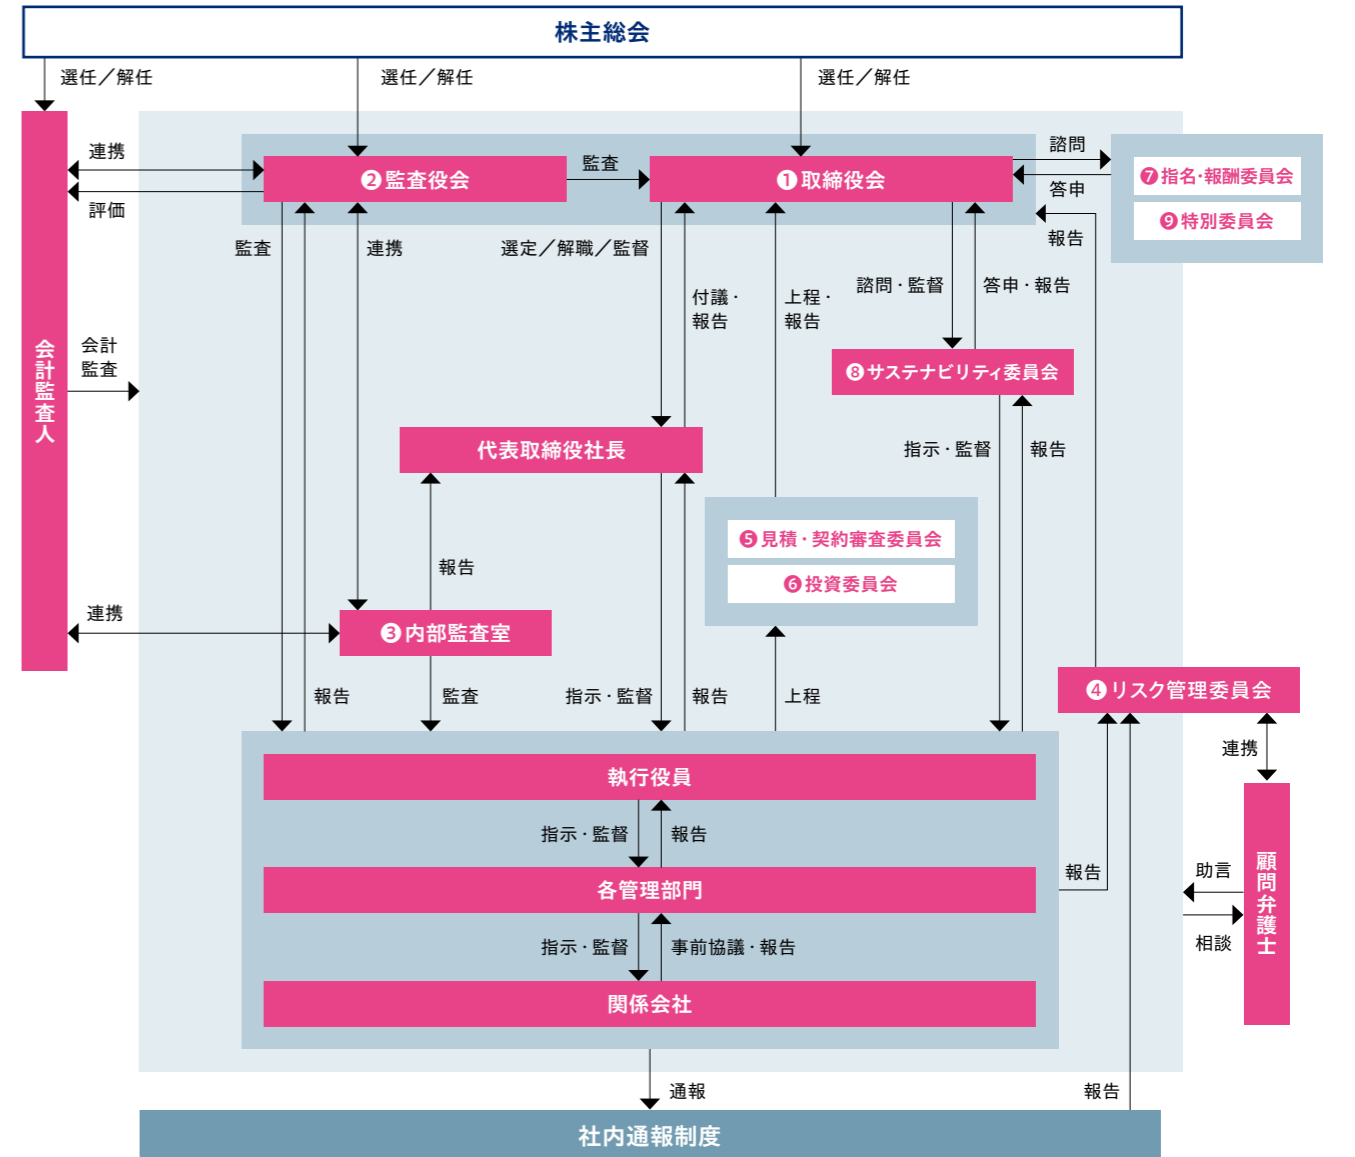 株主総会
選任／解任
選任／解任
選任／解任
連携
評価
❷監査役会
監査
❶取締役会
諮問
答申
❼指名・報酬委員会
❾特別委員会
報告
監査
連携
選定／解職／監督
付議・
報告
上程・
報告
諮問・監督
答申・報告
会計監査人
会計
監査
❽サステナビリティ委員会
代表取締役社長
指示・監督
報告
❺見積・契約審査委員会
❻投資委員会
報告
連携
❸内部監査室
報告
監査
指示・監督
報告
上程
❹リスク管理委員会
連携
執行役員
指示・監督
報告
各管理部門
報告
助言
相談
顧問弁護士
指示・監督
事前協議・報告
関係会社
通報
報告
社内通報制度